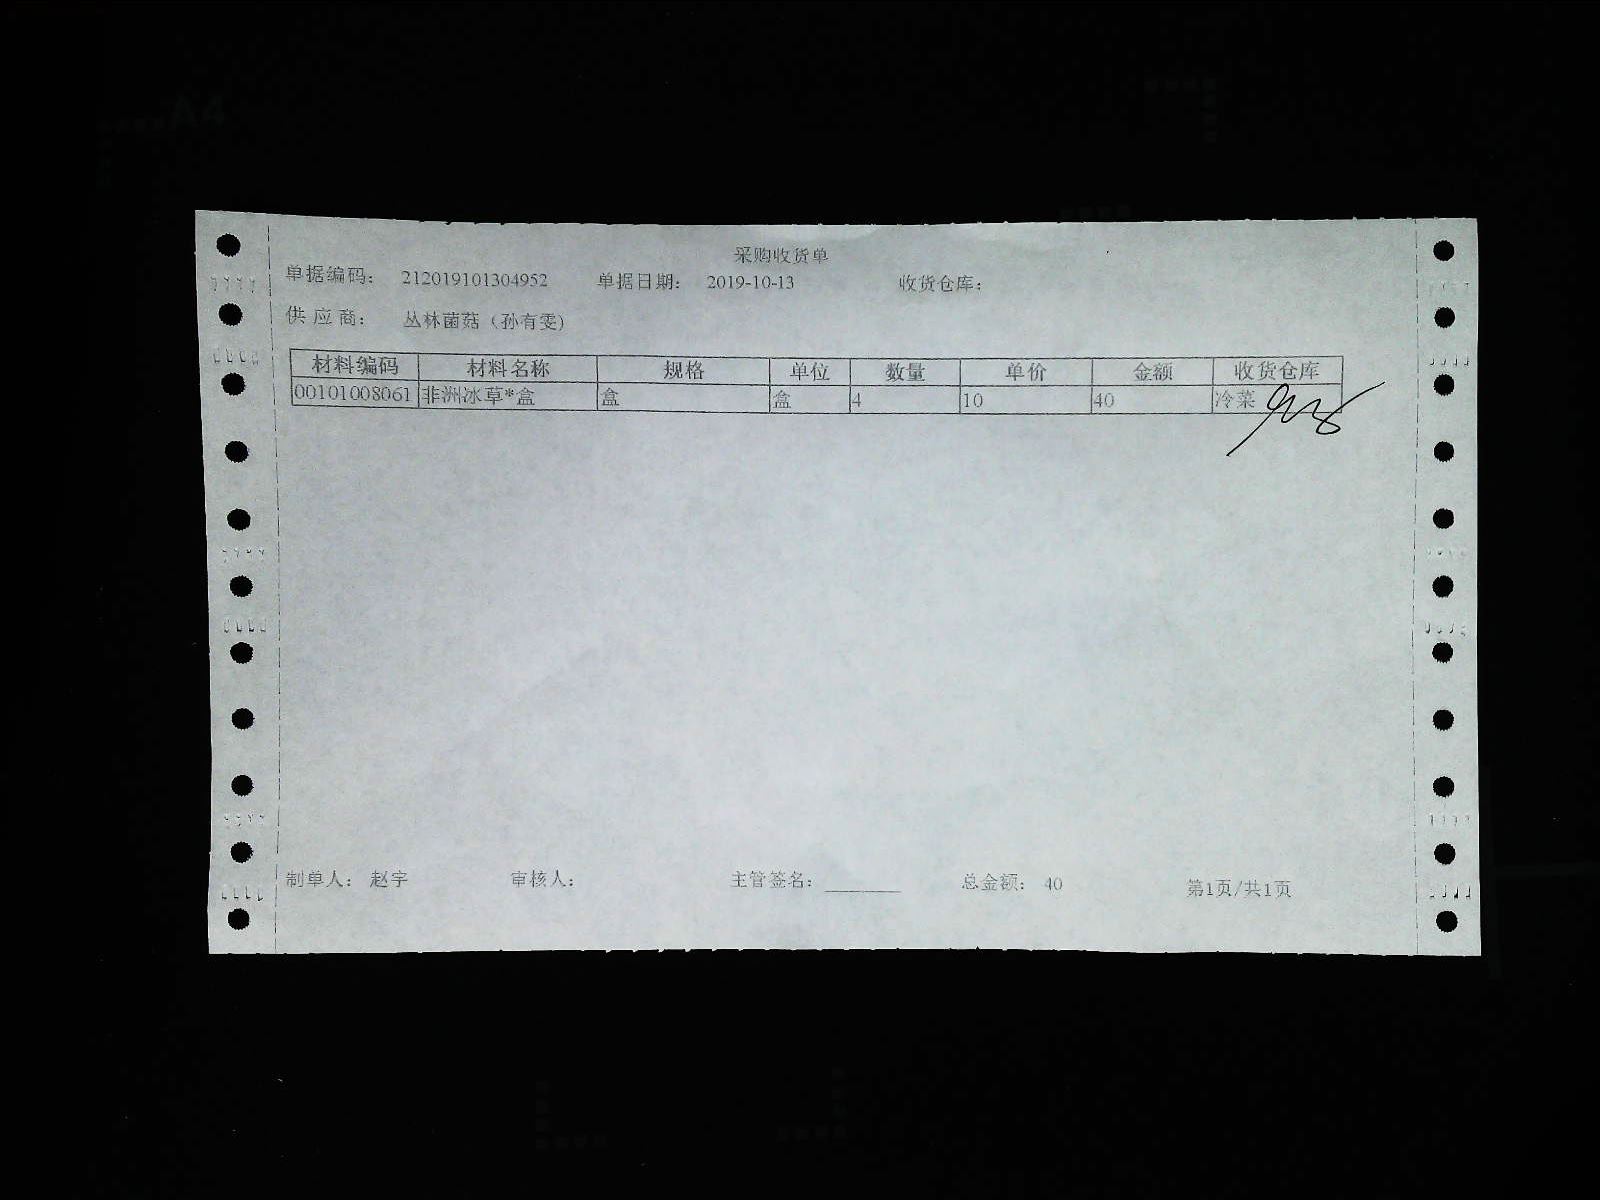 采购收货单
单据编码： 212019101304952 单据日期： 2019-10-13 收货仓库：
供 应 商： 丛林菌菇（孙有雯）
材料编码 材料名称 规格 单位 数量 单价 金额 收货仓库
00101008061 非洲冰草*盒 盒 盒 4 10 40 冷菜
制单人： 赵宇 审核人： 主管签名：_______ 总金额： 40 第1页/共1页